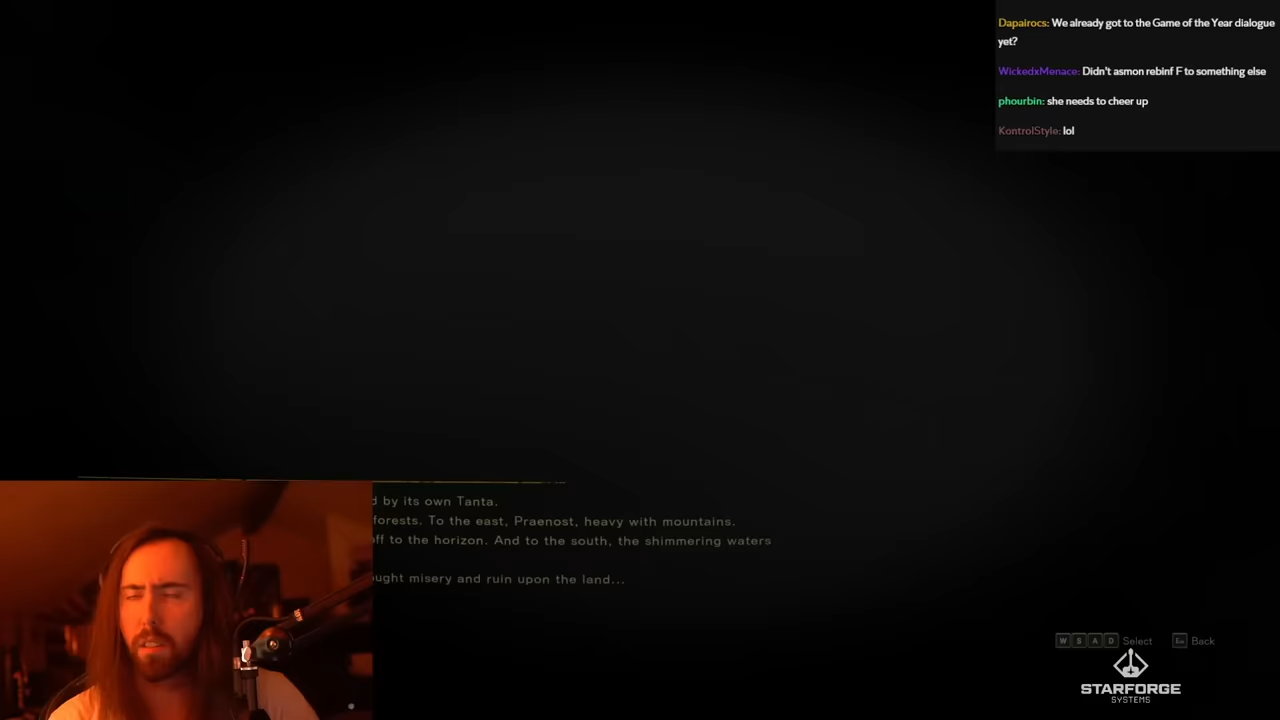 Dapairocs: We already got to the Game of the Year dialogue
yet?
WickedxMenace: Didn't asmon rebinf F to something else
phourbin: she needs to cheer up
KontrolStyle: lol
d by its own Tanta.
forests. To the east, Praenost, heavy with mountains.
off to the horizon. And to the south, the shimmering waters
ught misery and ruin upon the land...
W S A D Select Esc Back
STARFORGE
SYSTEMS